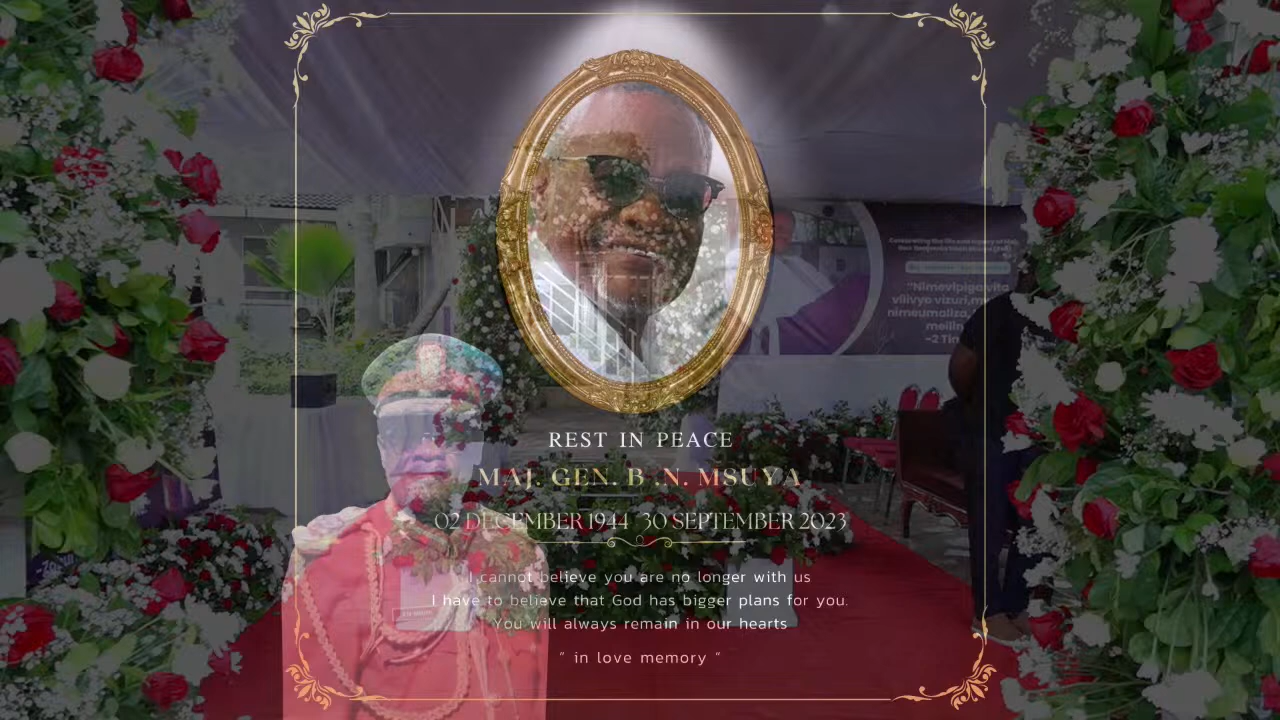 REST IN PEACE
MAJ. GEN. B .N. MSUYA
02 DECEMBER 1944 30 SEPTEMBER 2023
I cannot believe you are no longer with us
I have to believe that God has bigger plans for you.
You will always remain in our hearts
“ in love memory “
"Nimevipiga vita
vilivyo vizuri,m
nimeumaliza,
meilin
-2 Tim